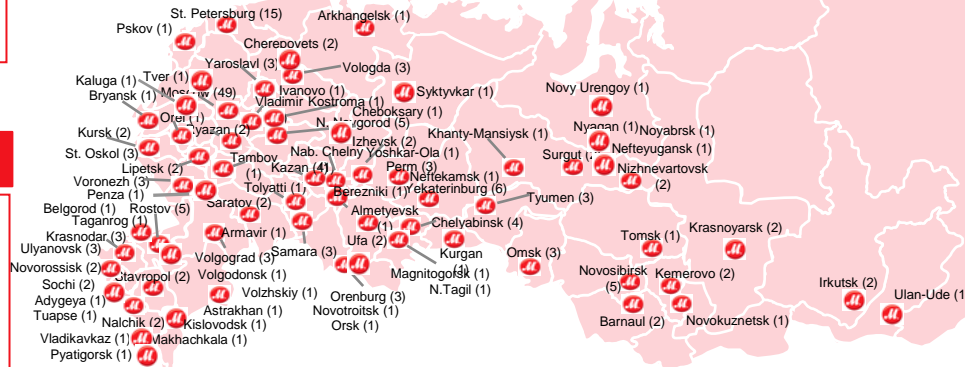 St. Petersburg (15)
Arkhangelsk (1)
Pskov (1)
Cherepovets (2)
Yaroslavl (3)
Vologda (3)
Kaluga (1)
Tver (1)
Moscow (49)
Ivanovo (1)
Syktyvkar (1)
Novy Urengoy (1)
Bryansk (1)
Vladimir
Kostroma (1)
Cheboksary (1)
Orel (1)
Ryazan (2)
N. Novgorod (5)
Khanty-Mansiysk (1)
Nyagan (1)
Noyabrsk (1)
Kursk (2)
Izhevsk (2)
Nefteyugansk (1)
St. Oskol (3)
Nab. Chelny
Yoshkar-Ola (1)
Surgut
Lipetsk (2)
Tambov
(1)
Kazan (4)
Perm (3)
Neftekamsk (1)
Nizhnevartovsk
(2)
Voronezh (3)
Tolyatti (1)
Berezniki (1)
Yekaterinburg (6)
Penza (1)
Saratov (2)
Tyumen (3)
Belgorod (1)
Rostov (5)
Almetyevsk
(1)
Taganrog (1)
Chelyabinsk (4)
Krasnoyarsk (2)
Krasnodar (3)
Armavir (1)
Ufa (2)
Tomsk (1)
Ulyanovsk (3)
Samara (3)
Kurgan
(1)
Volgograd (3)
Omsk (3)
Novorossisk (2)
Stavropol (2)
Volgodonsk (1)
Magnitogorsk (1)
Novosibirsk
(5)
Kemerovo (2)
Sochi (2)
N.Tagil (1)
Irkutsk (2)
Volzhskiy (1)
Orenburg (3)
Ulan-Ude (1
Adygeya (1)
Astrakhan (1)
Novotroitsk (1)
Tuapse (1)
Barnaul (2)
Novokuznetsk (1)
Nalchik (2)
Kislovodsk (1)
Orsk (1)
Vladikavkaz (1)
Makhachkala (1)
Pyatigorsk (1)